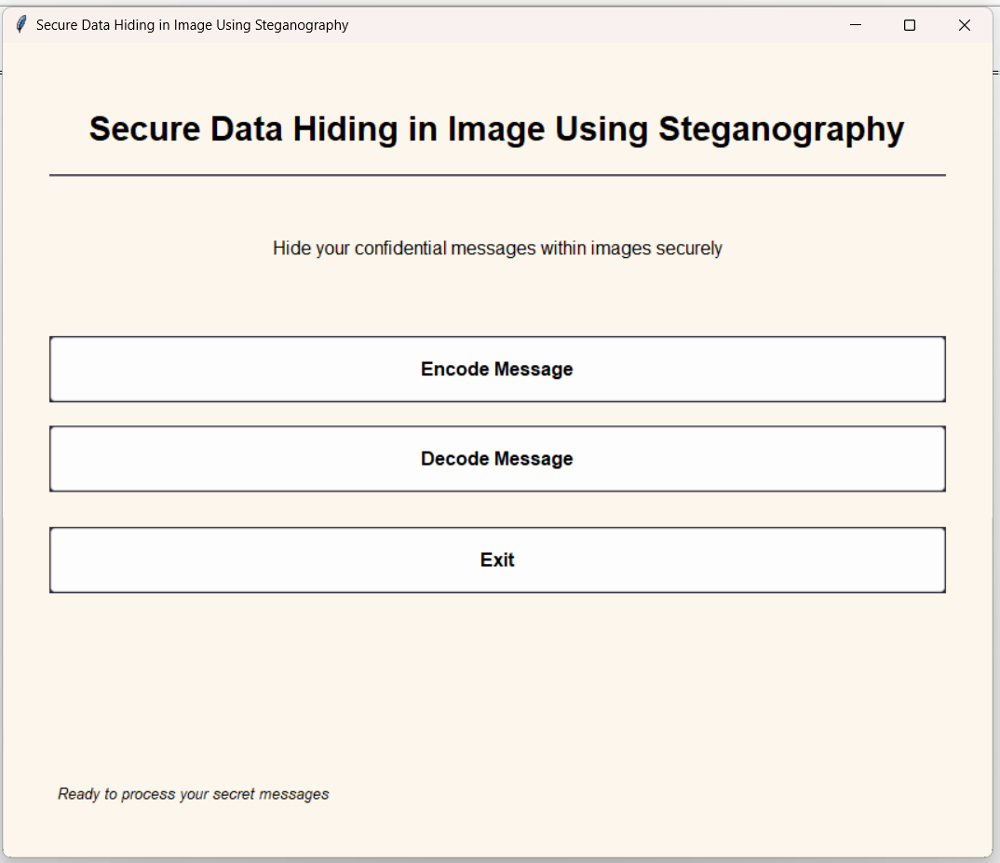 Secure Data Hiding in Image Using Steganography
Secure Data Hiding in Image Using Steganography
Hide your confidential messages within images securely
Encode Message
Decode Message
Exit
Ready to process your secret messages